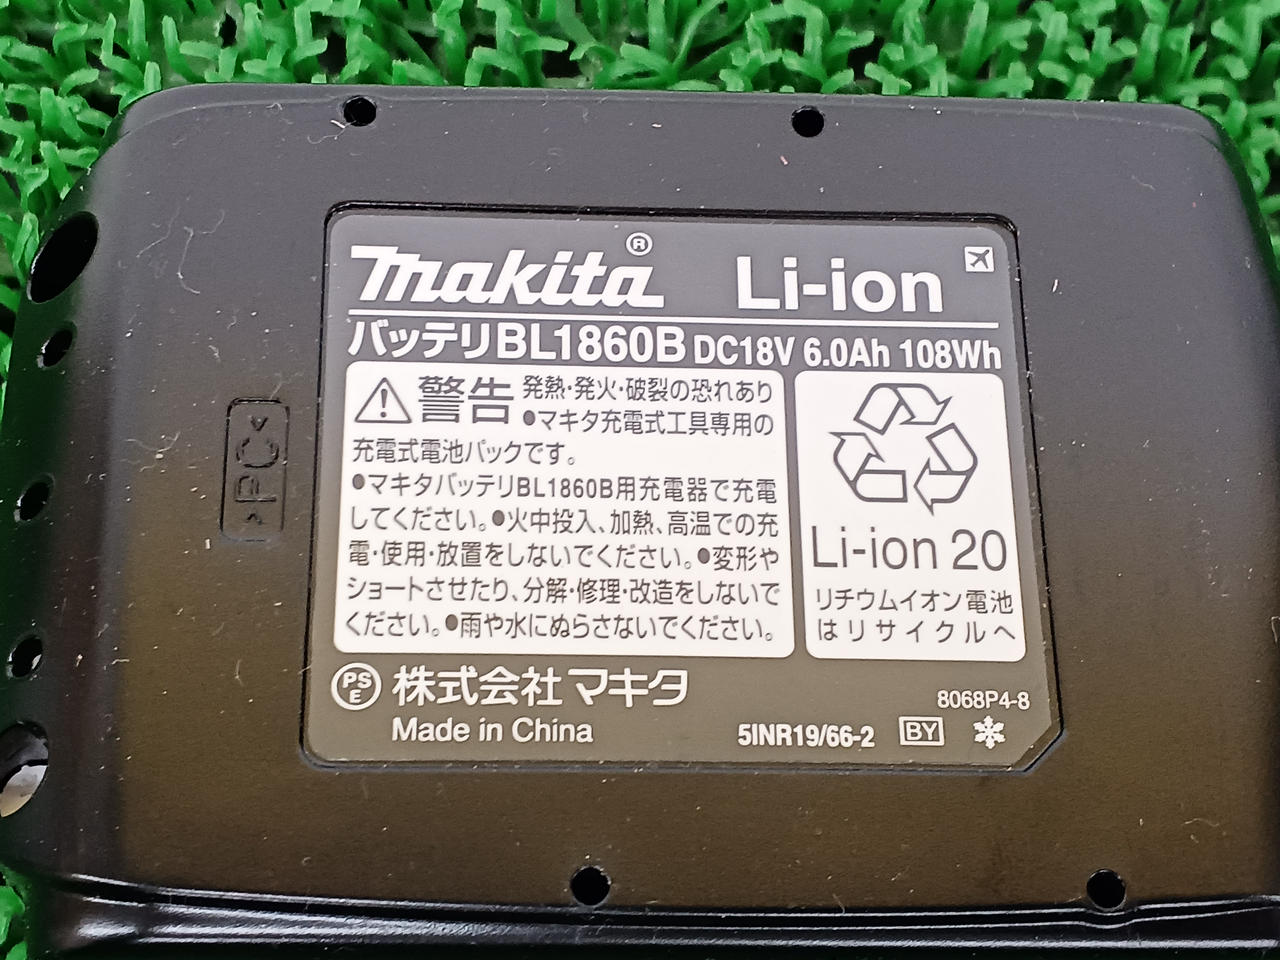 makita® Li-ion
バッテリBL1860B DC18V 6.0Ah 108Wh
警告 発熱・発火・破裂の恐れあり
●マキタ充電式工具専用の
充電式電池パックです。
●マキタバッテリBL1860B用充電器で充電
してください。●火中投入、加熱、高温での充
電・使用・放置をしないでください。●変形や
ショートさせたり、分解・修理・改造をしないで
ください。●雨や水にぬらさないでください。
Li-ion 20
リチウムイオン電池
はリサイクルへ
PSE 株式会社マキタ
Made in China
8068P4-8
5INR19/66-2 BY
>PC<